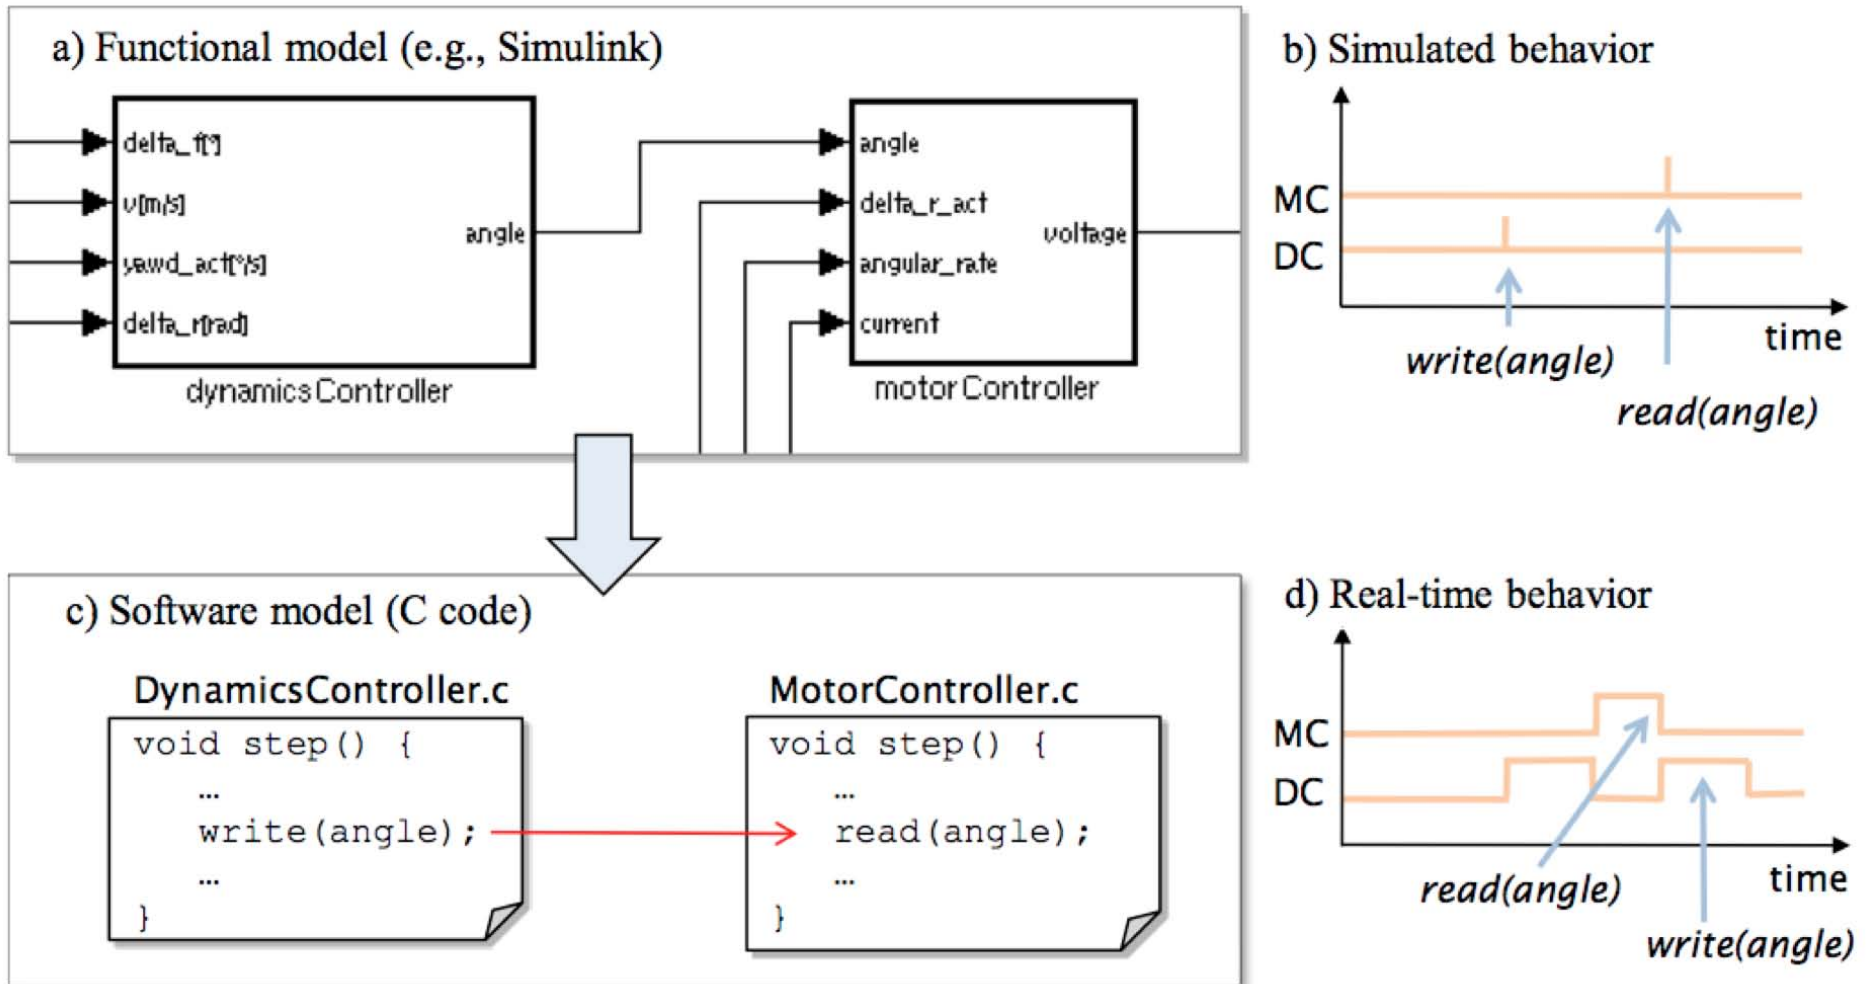 a) Functional model (e.g., Simulink)
delta_f[°]
v[m/s]
yawd_act[°/s]
delta_r[rad]
angle
dynamicsController
angle
delta_r_act
angular_rate
current
voltage
motorController
b) Simulated behavior
MC
DC
time
write(angle)
read(angle)
c) Software model (C code)
DynamicsController.c
void step() {
…
write(angle);
…
}
MotorController.c
void step() {
…
read(angle);
…
}
d) Real-time behavior
MC
DC
time
read(angle)
write(angle)